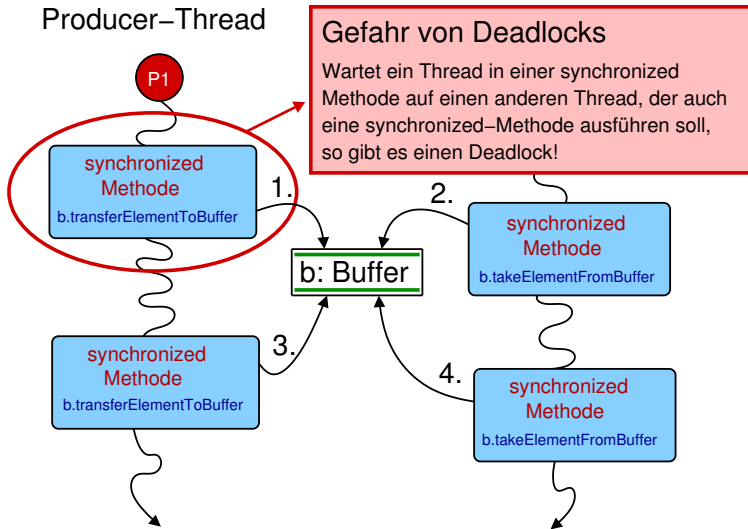 Producer−Thread
P1
Gefahr von Deadlocks
Wartet ein Thread in einer synchronized
Methode auf einen anderen Thread, der auch
eine synchronized−Methode ausführen soll,
so gibt es einen Deadlock!
synchronized
Methode
b.transferElementToBuffer
1.
2.
synchronized
Methode
b.takeElementFromBuffer
b: Buffer
synchronized
Methode
b.transferElementToBuffer
3.
4.
synchronized
Methode
b.takeElementFromBuffer